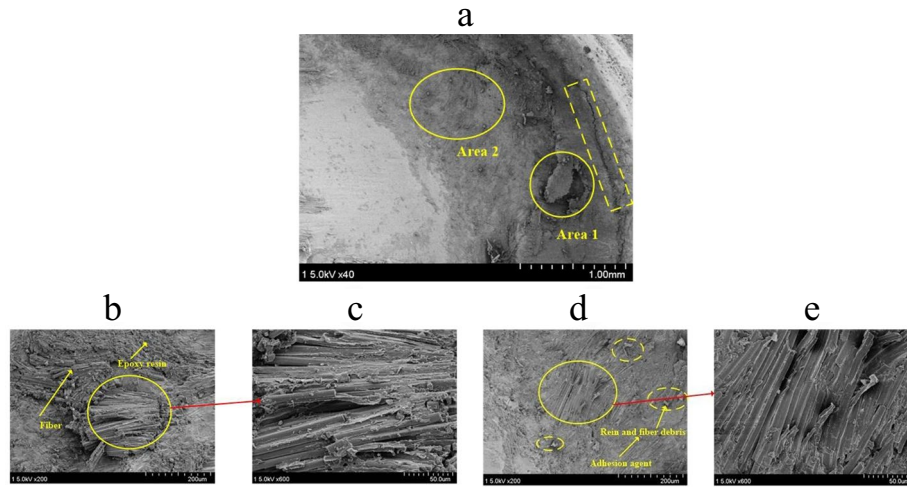 a
Area 2
Area 1
1 5.0kV x40
1.00mm
b
c
d
e
Epoxy resin
Fiber
1 5.0kV x200
200um
1 5.0kV x600
50.0um
Rein and fiber debris
Adhesion agent
1 5.0kV x200
200um
1 5.0kV x600
50.0um